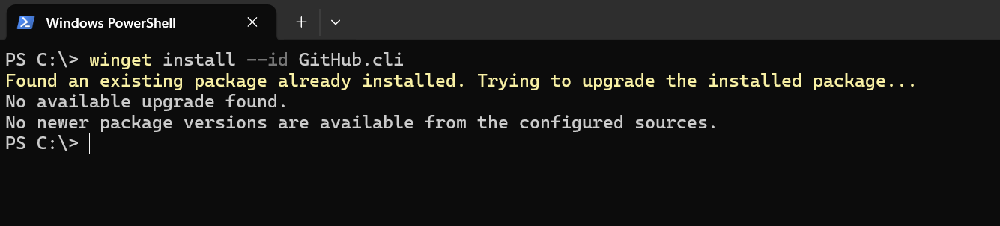 Windows PowerShell
PS C:\> winget install --id GitHub.cli
Found an existing package already installed. Trying to upgrade the installed package...
No available upgrade found.
No newer package versions are available from the configured sources.
PS C:\>